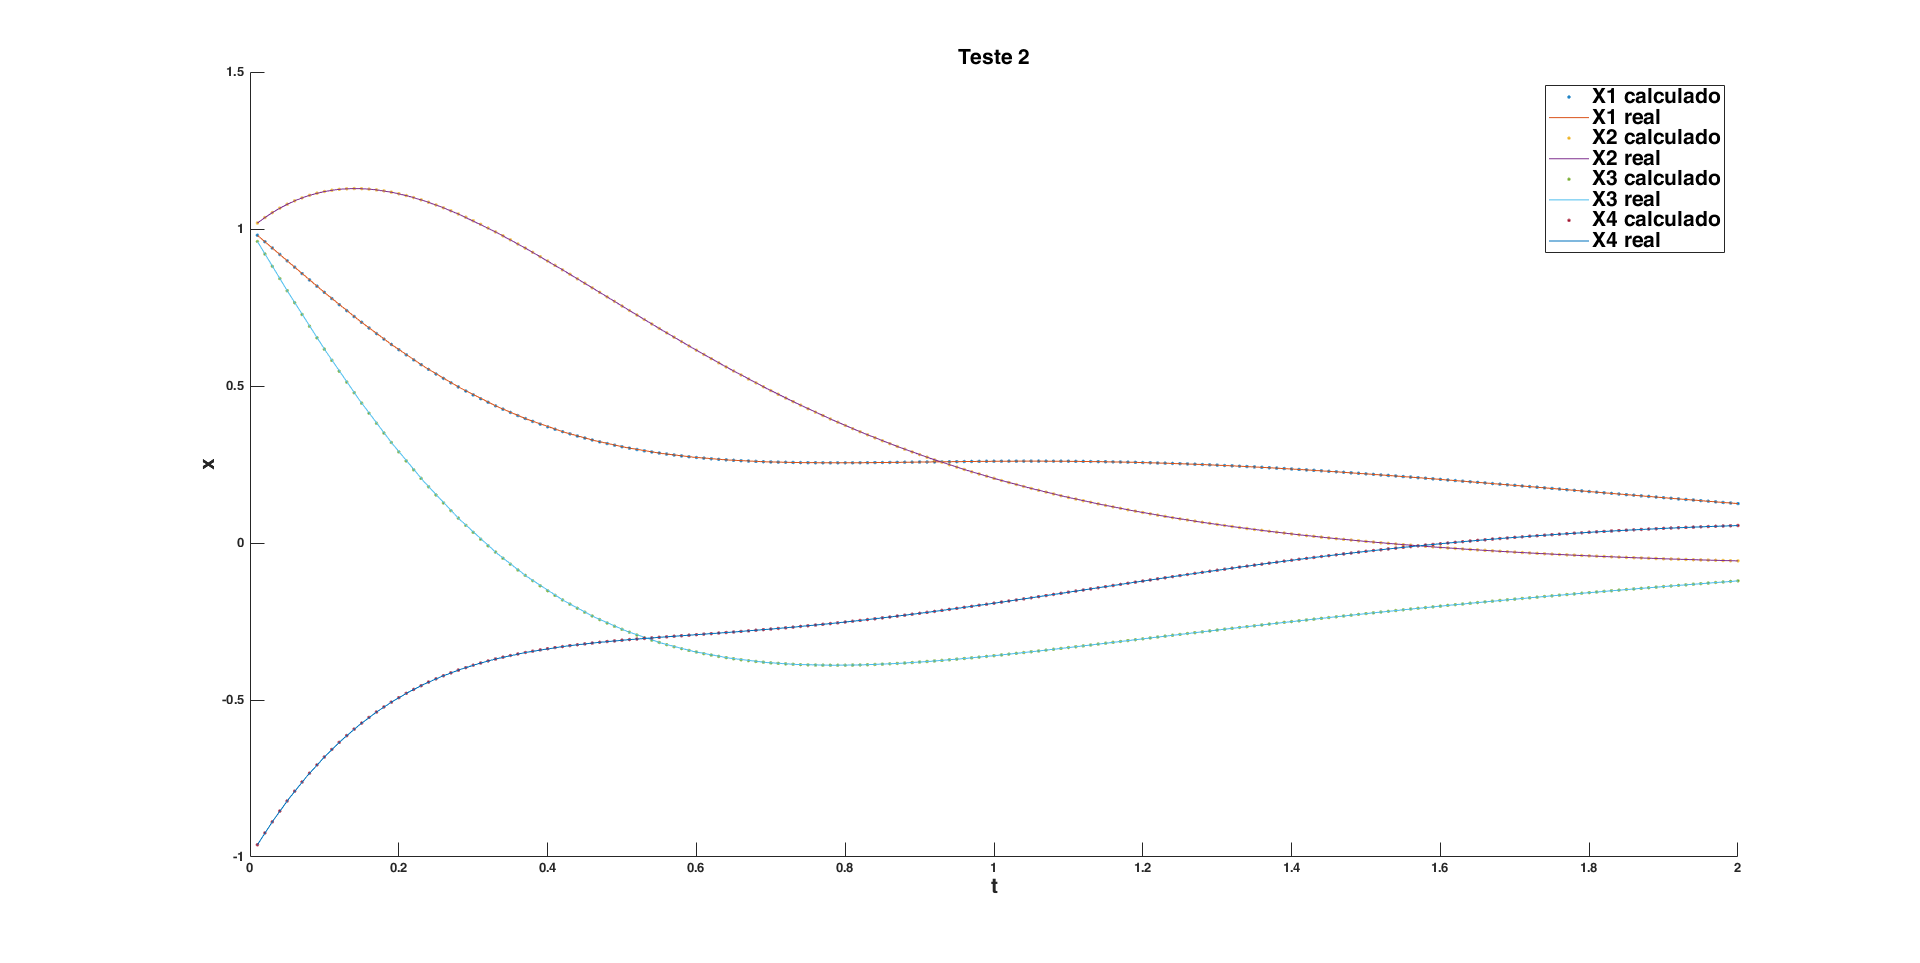 Teste 2
1.5
1
0.5
0
-0.5
-1
x
X1 calculado
X1 real
X2 calculado
X2 real
X3 calculado
X3 real
X4 calculado
X4 real
0 0.2 0.4 0.6 0.8 1 1.2 1.4 1.6 1.8 2
t